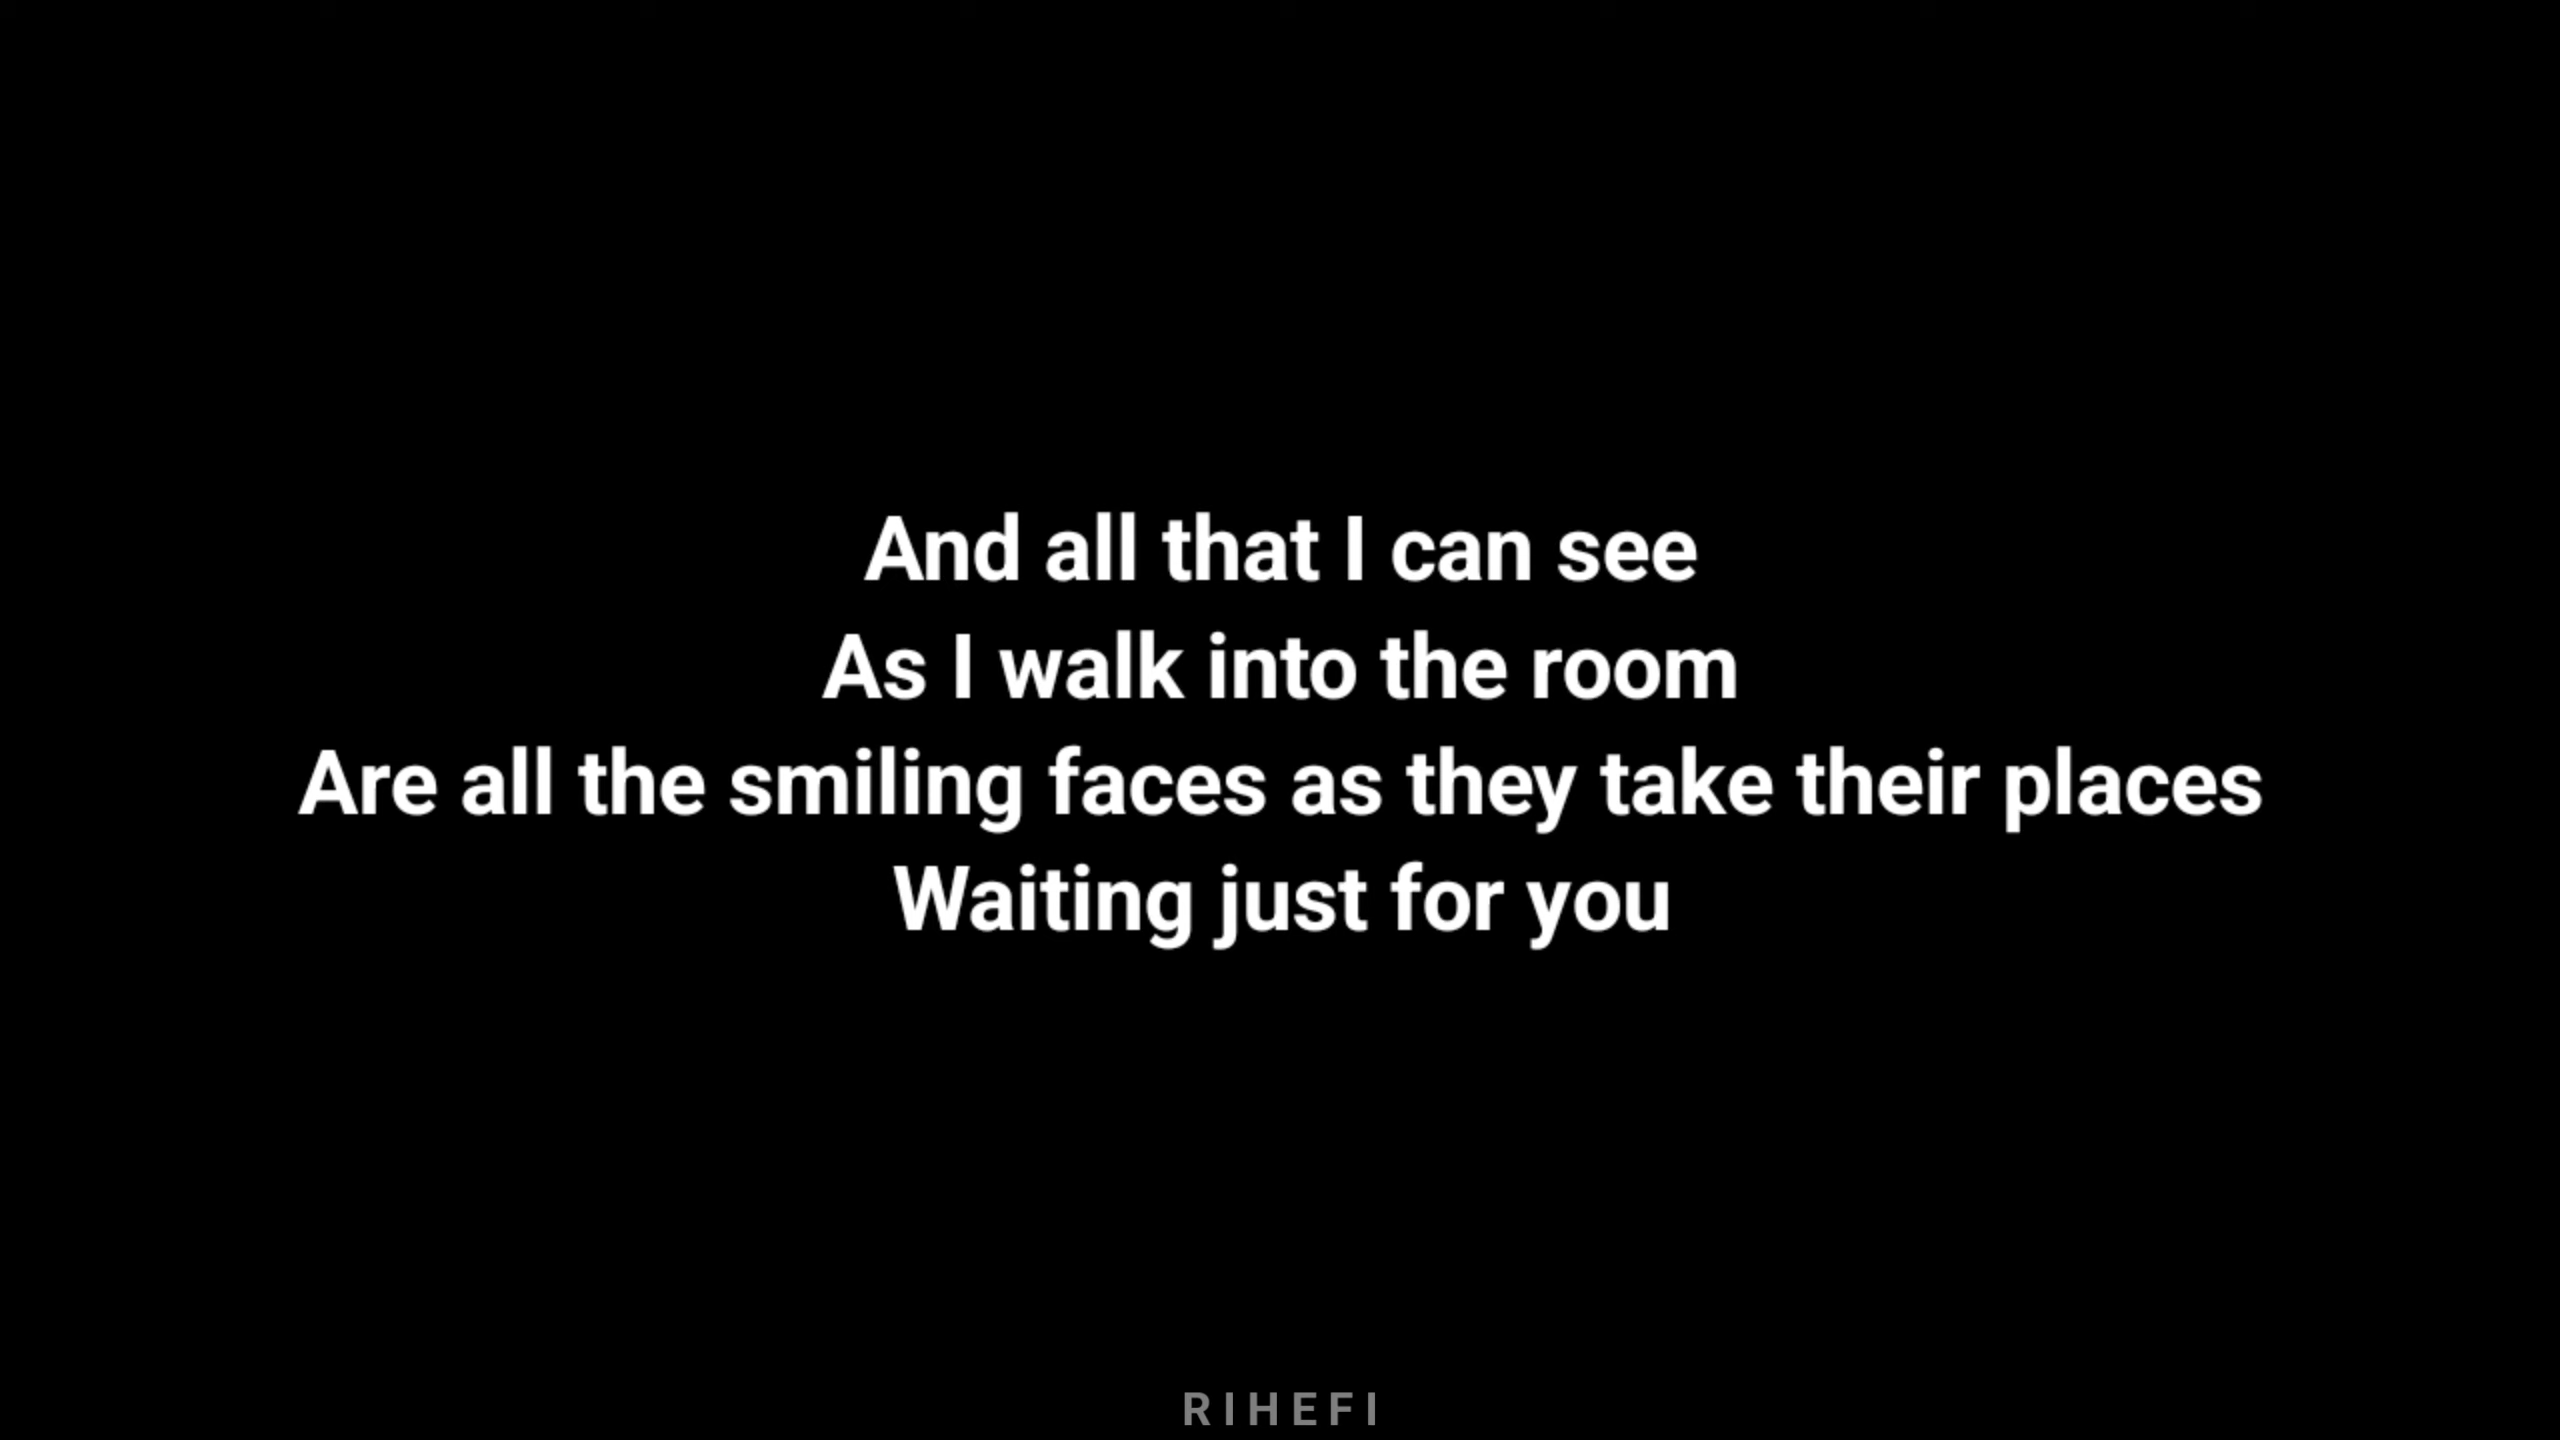 And all that I can see
As I walk into the room
Are all the smiling faces as they take their places
Waiting just for you
RIHEFI